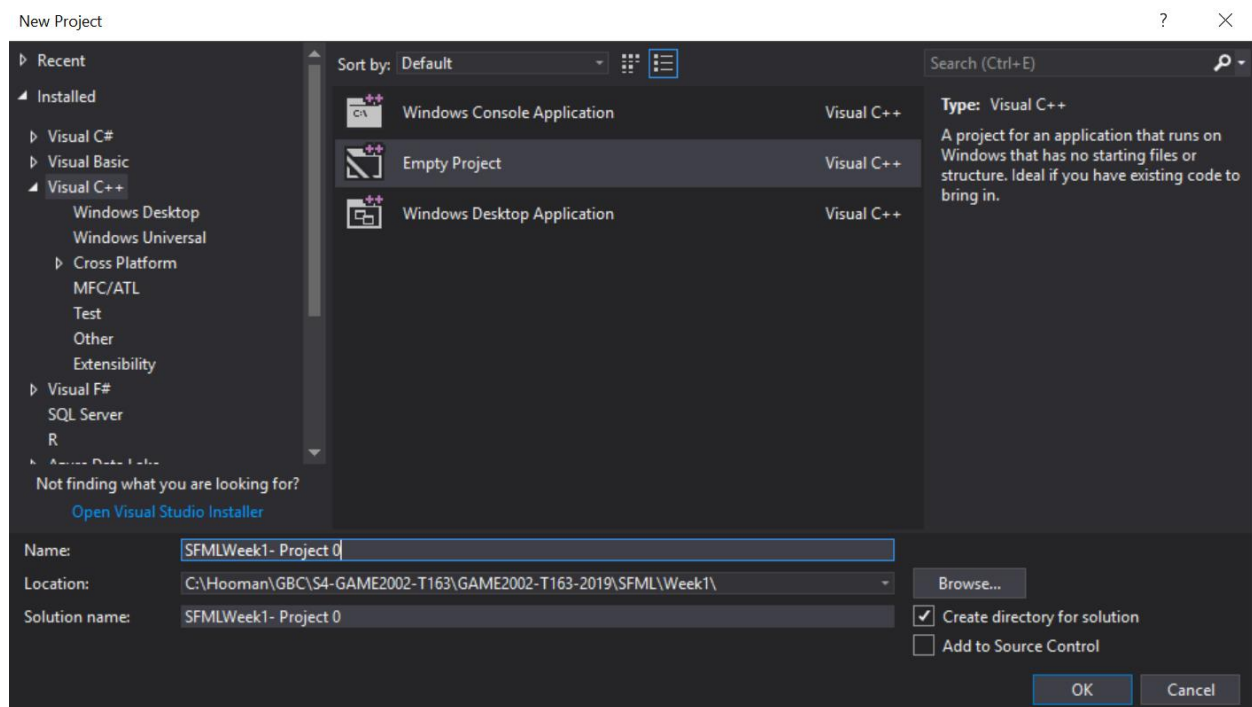 New Project
?
Recent
Installed
Visual C#
Visual Basic
Visual C++
Windows Desktop
Windows Universal
Cross Platform
MFC/ATL
Test
Other
Extensibility
Visual F#
SQL Server
R
Azure Data Lake
Not finding what you are looking for?
Open Visual Studio Installer
Sort by: Default
C:\
Windows Console Application Visual C++
Empty Project Visual C++
Windows Desktop Application Visual C++
Search (Ctrl+E)
Type: Visual C++
A project for an application that runs on
Windows that has no starting files or
structure. Ideal if you have existing code to
bring in.
Name: SFMLWeek1- Project 0
Location: C:\Hooman\GBC\S4-GAME2002-T163\GAME2002-T163-2019\SFML\Week1\
Browse...
Solution name: SFMLWeek1- Project 0
Create directory for solution
Add to Source Control
OK Cancel